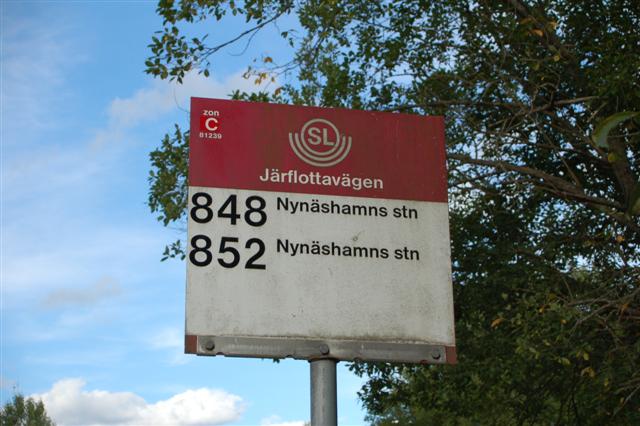 zon
C
81239
SL
Järflottavägen
848 Nynäshamns stn
852 Nynäshamns stn